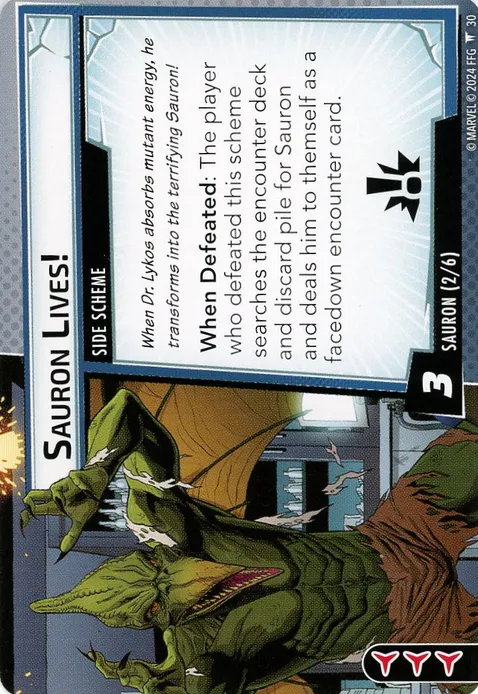 SAURON LIVES!
SIDE SCHEME
When Dr. Lykos absorbs mutant energy, he
transforms into the terrifying Sauron!
When Defeated: The player
who defeated this scheme
searches the encounter deck
and discard pile for Sauron
and deals him to themself as a
facedown encounter card.
3
SAURON (2/6)
© MARVEL © 2024 FFG 30